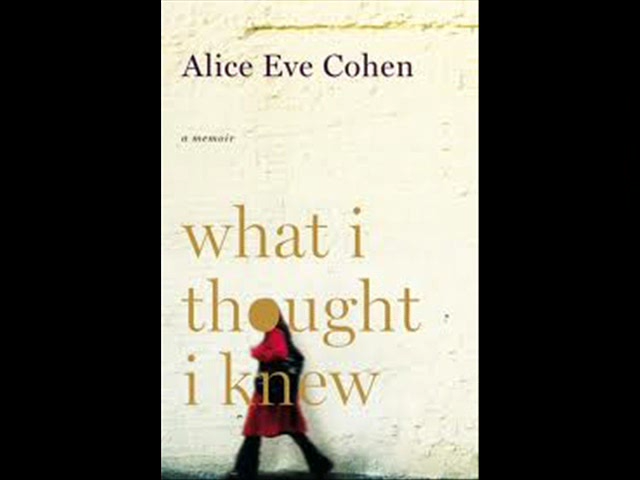 Alice Eve Cohen
a memoir
what i
thought
i knew